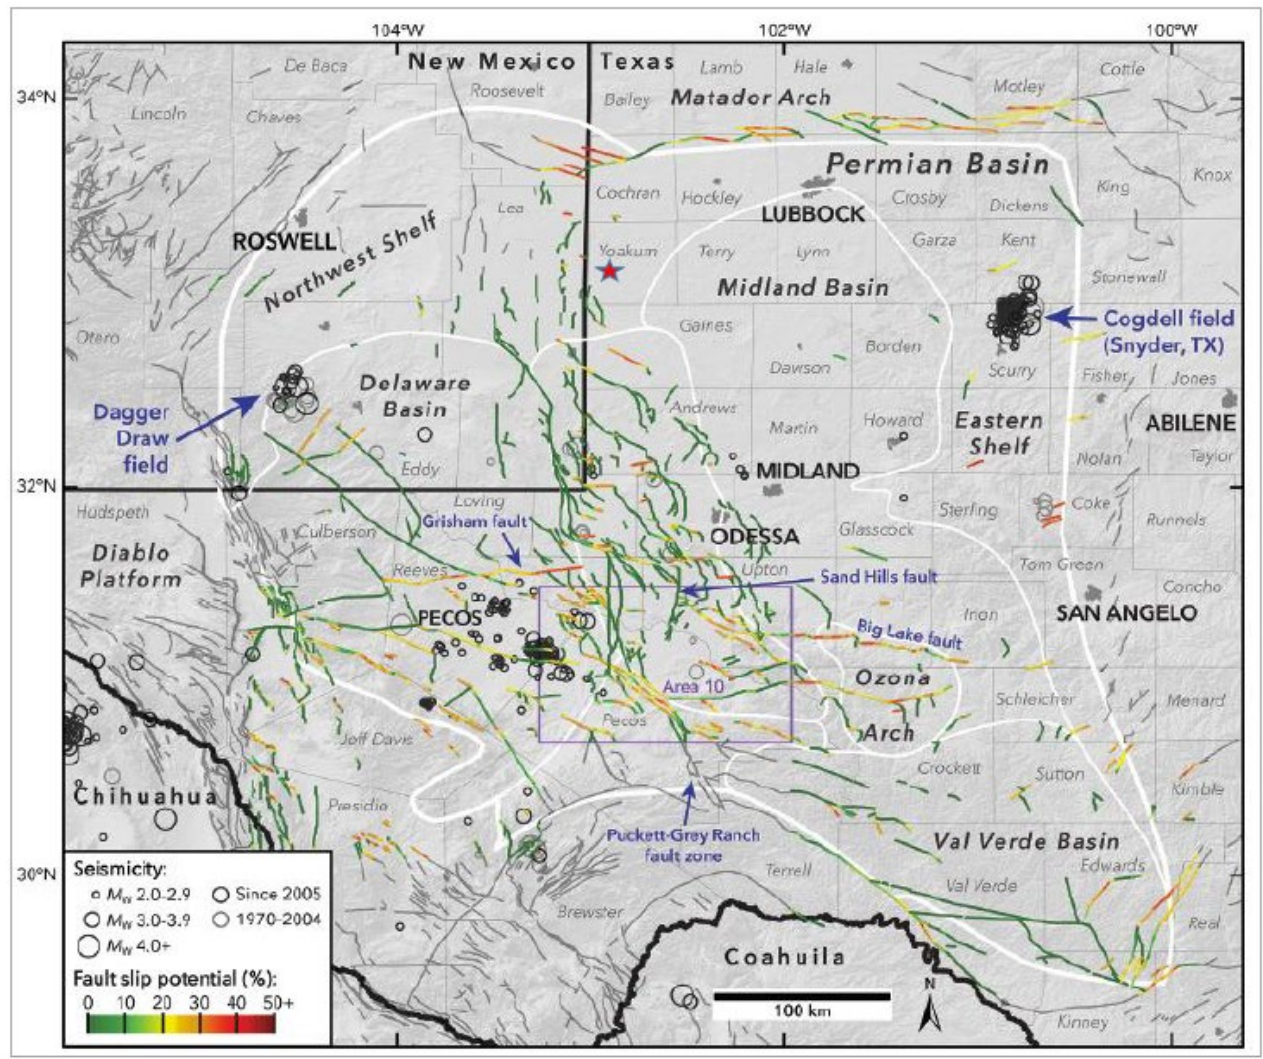 104°W
102°W
100°W
34°N
32°N
30°N
New Mexico
Texas
De Baca
Roosevelt
Lincoln
Chaves
Bailey
Lamb
Hale
Motley
Cottle
Matador Arch
Permian Basin
Cochran
Hockley
LUBBOCK
Crosby
Dickens
King
Knox
Lea
ROSWELL
Northwest Shelf
Yoakum
Terry
Lynn
Garza
Kent
Stonewall
Midland Basin
Otero
Gaines
Borden
Cogdell field
(Snyder, TX)
Dawson
Scurry
Fisher
Jones
Delaware
Basin
Dagger
Draw
field
Andrews
Martin
Howard
Eastern
Shelf
ABILENE
Eddy
MIDLAND
Nolan
Taylor
Hudspeth
Loving
Culberson
Grisham fault
ODESSA
Glasscock
Sterling
Coke
Runnels
Diablo
Platform
Reeves
Upton
Sand Hills fault
Tom Green
Concho
PECOS
Irion
SAN ANGELO
Big Lake fault
Area 10
Ozona
Arch
Schleicher
Menard
Pecos
Jeff Davis
Crockett
Sutton
Kimble
Chihuahua
Presidio
Puckett-Grey Ranch
fault zone
Val Verde Basin
Terrell
Val Verde
Edwards
Brewster
Real
Coahuila
Kinney
N
100 km
Seismicity:
Mw 2.0-2.9
Since 2005
Mw 3.0-3.9
1970-2004
Mw 4.0+
Fault slip potential (%):
0 10 20 30 40 50+